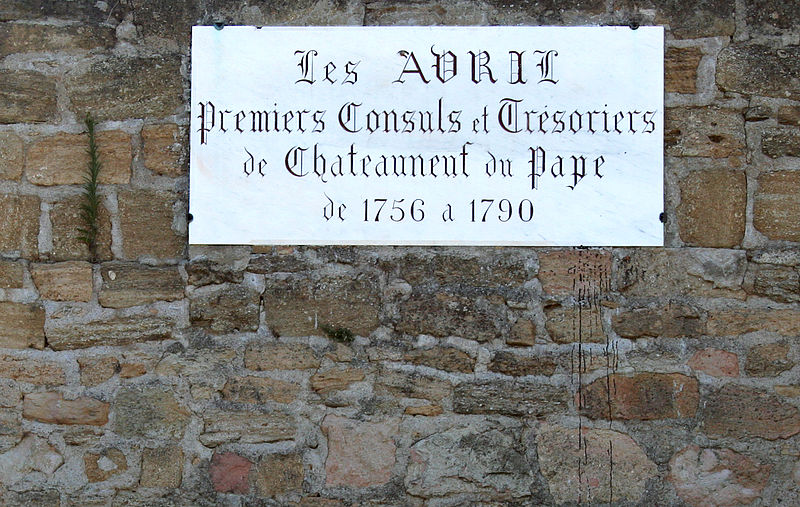 Les AVRIL
Premiers Consuls et Trésoriers
de Chateauneuf du Pape
de 1756 a 1790